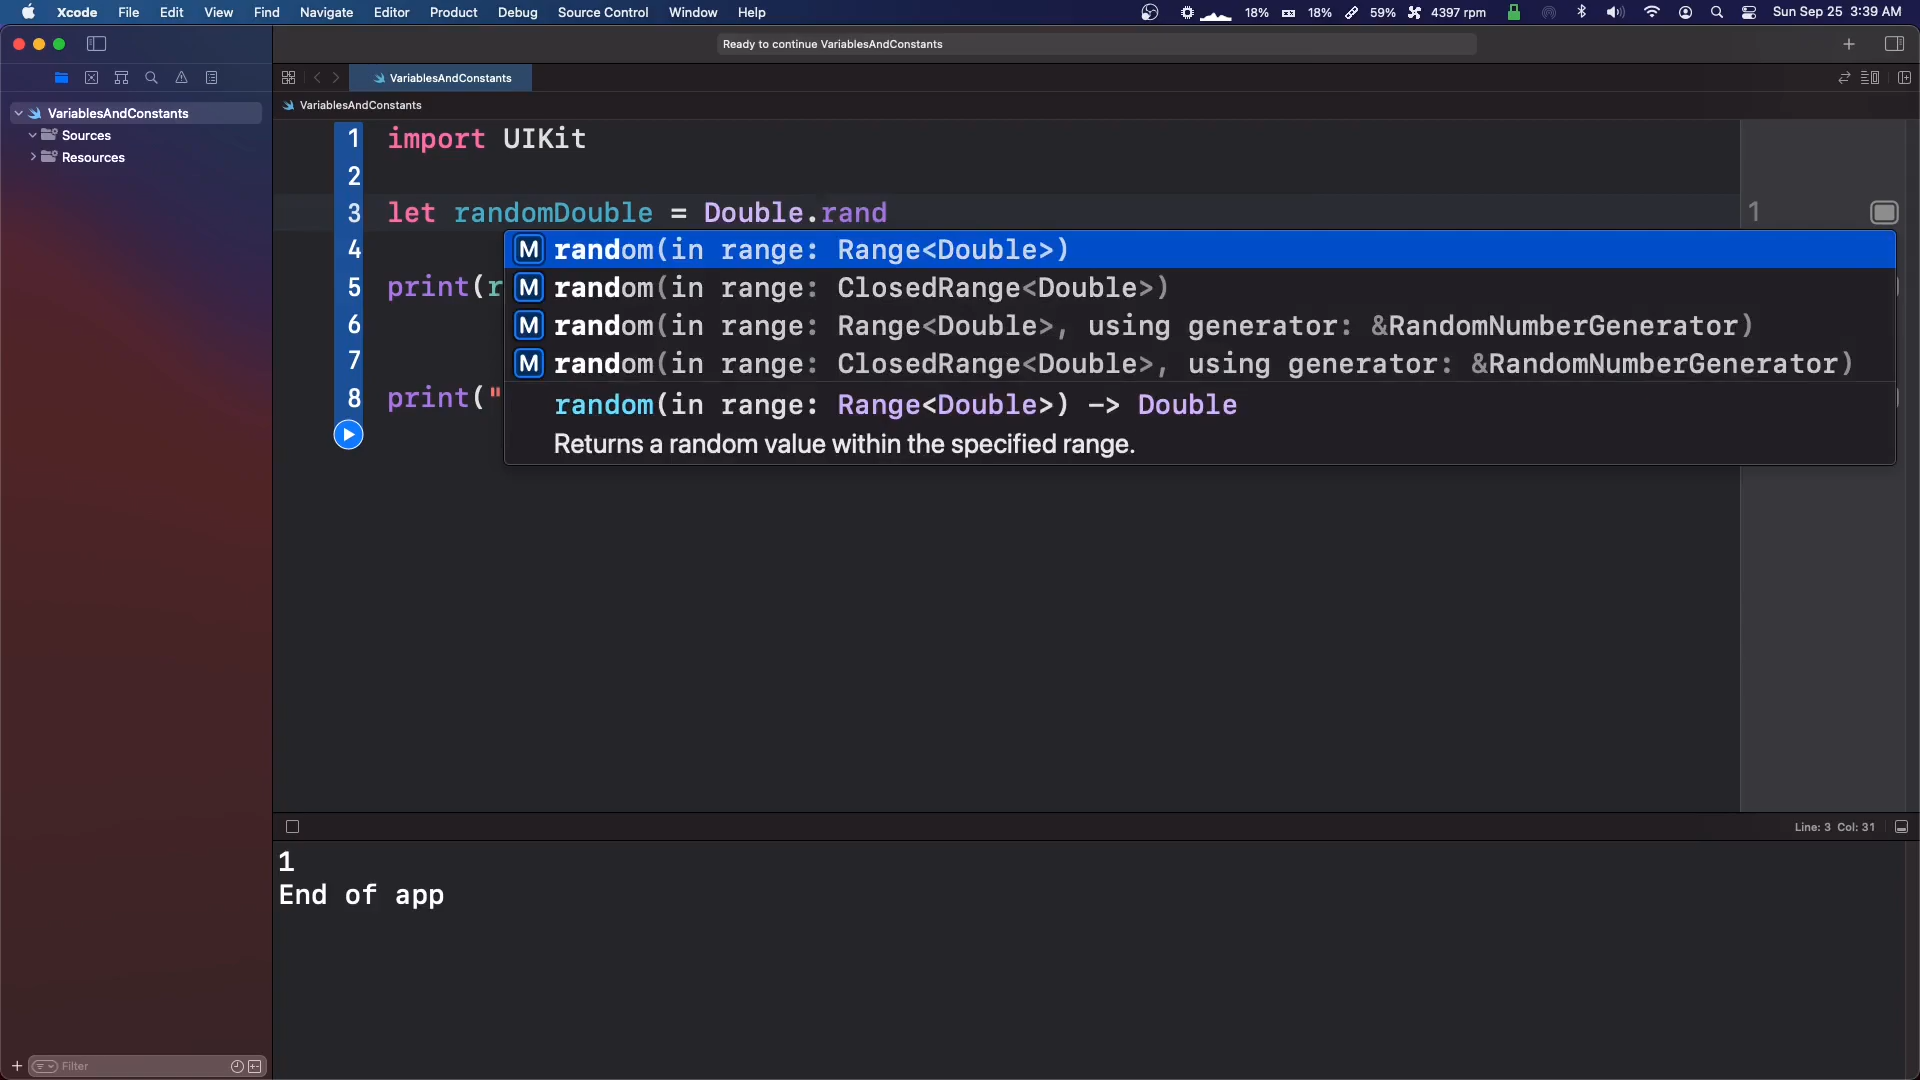 Xcode File Edit View Find Navigate Editor Product Debug Source Control Window Help 18% 18% 59% 4397 rpm Sun Sep 25 3:39 AM
Ready to continue VariablesAndConstants
VariablesAndConstants
VariablesAndConstants
VariablesAndConstants
Sources
Resources
1 import UIKit
2
3 let randomDouble = Double.rand 1
4
5 print(r
6
7
8 print("
M random(in range: Range<Double>)
M random(in range: ClosedRange<Double>)
M random(in range: Range<Double>, using generator: &RandomNumberGenerator)
M random(in range: ClosedRange<Double>, using generator: &RandomNumberGenerator)
random(in range: Range<Double>) -> Double
Returns a random value within the specified range.
Line: 3 Col: 31
1
End of app
Filter